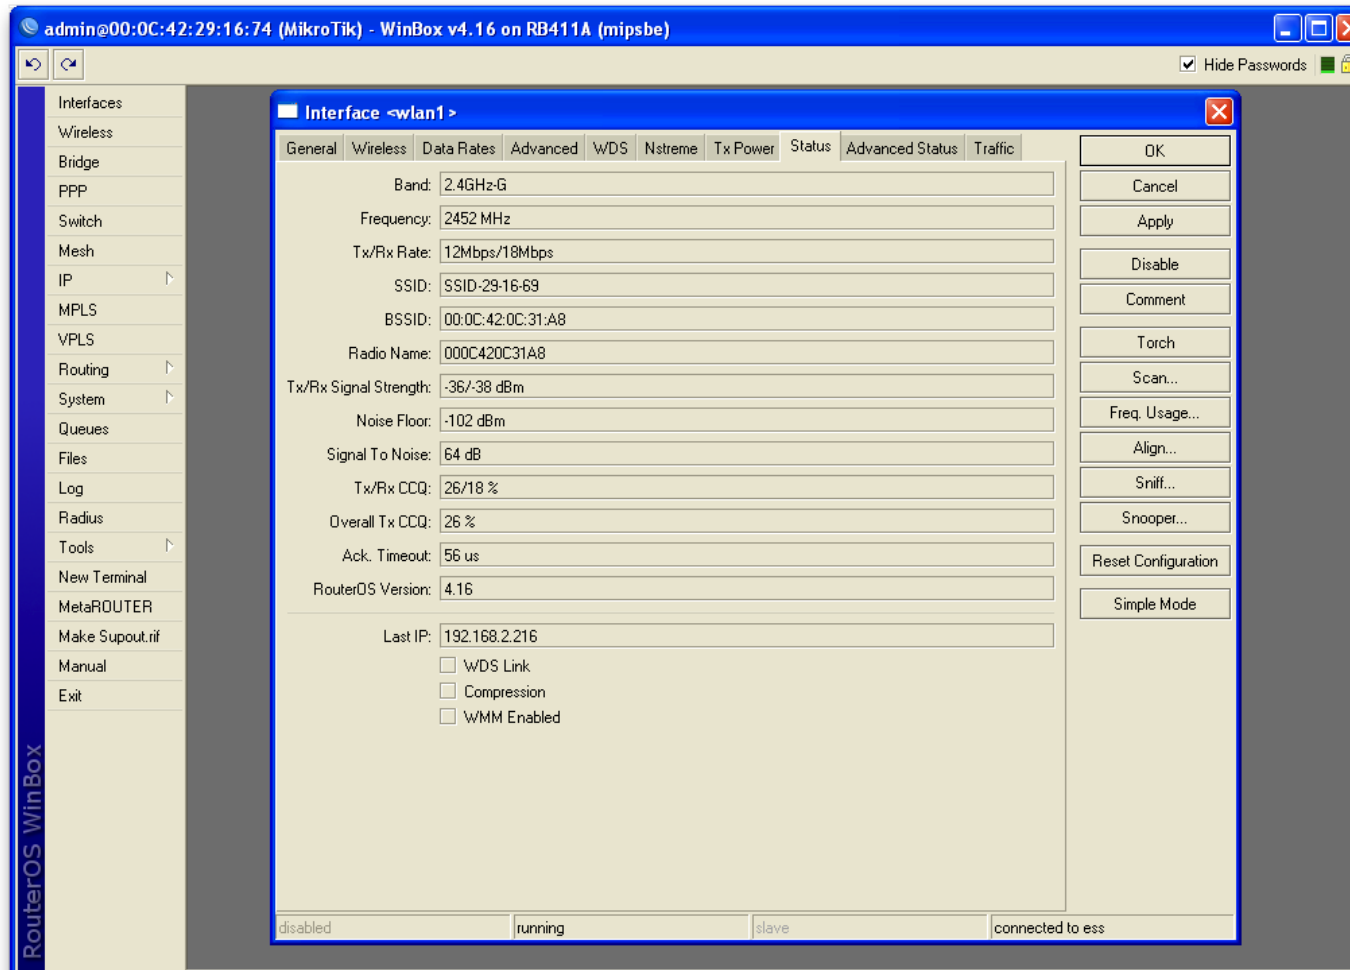 admin@00:0C:42:29:16:74 (MikroTik) - WinBox v4.16 on RB411A (mipsbe)
Hide Passwords
Interfaces
Wireless
Bridge
PPP
Switch
Mesh
IP
MPLS
VPLS
Routing
System
Queues
Files
Log
Radius
Tools
New Terminal
MetaROUTER
Make Supout.rif
Manual
Exit
RouterOS WinBox
Interface <wlan1>
General Wireless Data Rates Advanced WDS Nstreme Tx Power Status Advanced Status Traffic
Band: 2.4GHz-G
Frequency: 2452 MHz
Tx/Rx Rate: 12Mbps/18Mbps
SSID: SSID-29-16-69
BSSID: 00:0C:42:0C:31:A8
Radio Name: 000C420C31A8
Tx/Rx Signal Strength: -36/-38 dBm
Noise Floor: -102 dBm
Signal To Noise: 64 dB
Tx/Rx CCQ: 26/18 %
Overall Tx CCQ: 26 %
Ack. Timeout: 56 us
RouterOS Version: 4.16
Last IP: 192.168.2.216
WDS Link
Compression
WMM Enabled
OK
Cancel
Apply
Disable
Comment
Torch
Scan...
Freq. Usage...
Align...
Sniff...
Snooper...
Reset Configuration
Simple Mode
disabled running slave connected to ess